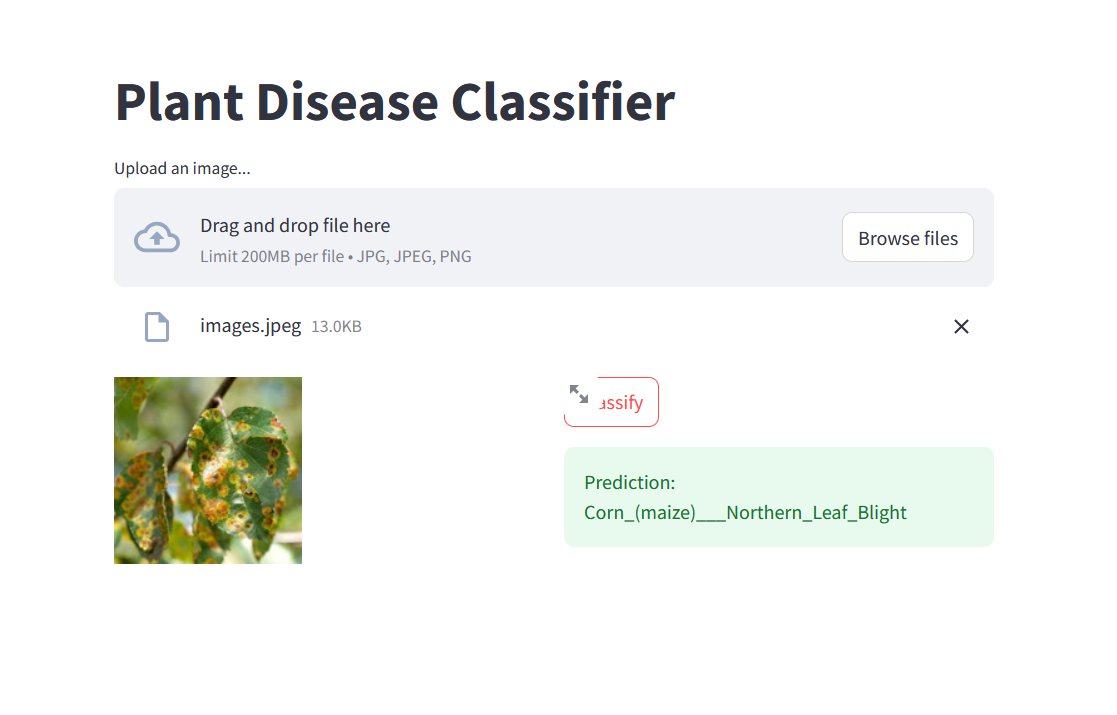 Plant Disease Classifier
Upload an image...
Drag and drop file here
Limit 200MB per file • JPG, JPEG, PNG
Browse files
images.jpeg 13.0KB
assify
Prediction:
Corn_(maize)___Northern_Leaf_Blight